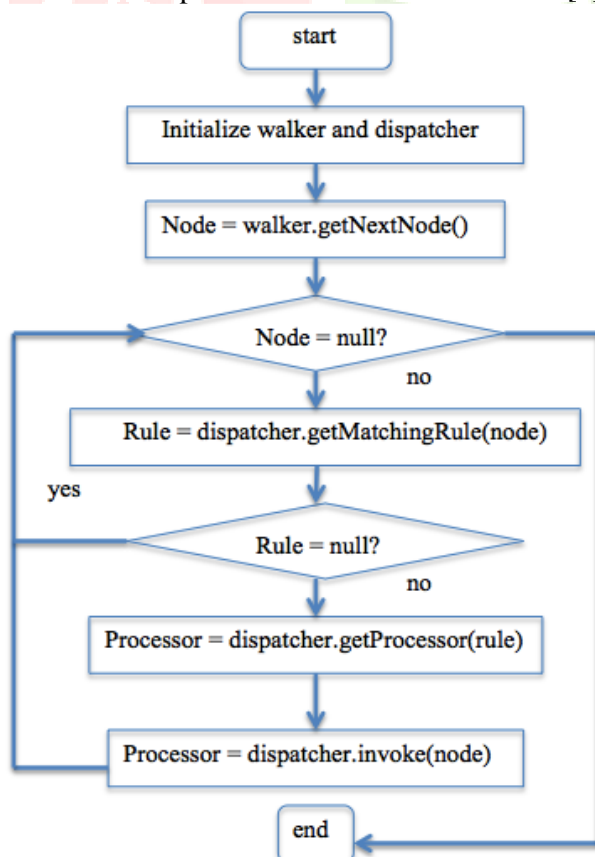 start
Initialize walker and dispatcher
Node = walker.getNextNode()
Node = null?
no
Rule = dispatcher.getMatchingRule(node)
yes
Rule = null?
no
Processor = dispatcher.getProcessor(rule)
Processor = dispatcher.invoke(node)
end